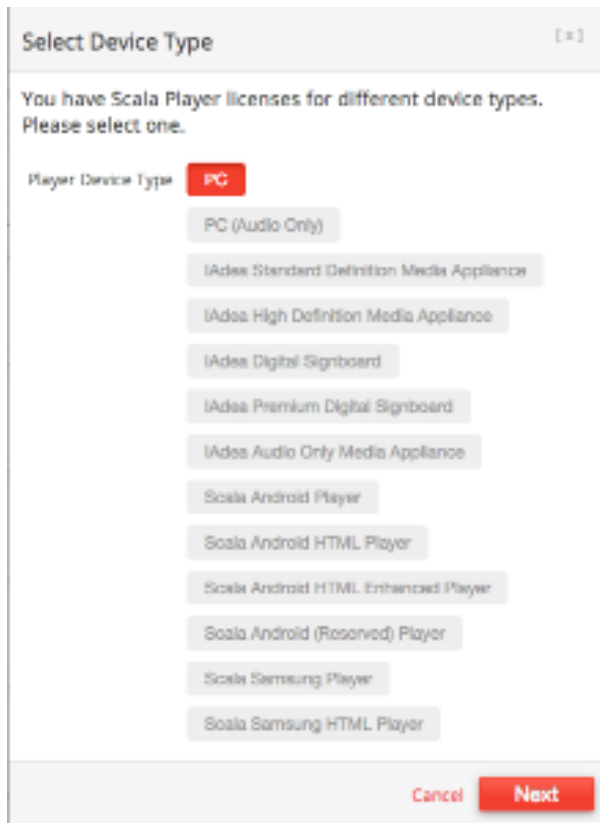 Select Device Type
[x]
You have Scala Player licenses for different device types.
Please select one.
Player Device Type
PC
PC (Audio Only)
IAdea Standard Definition Media Appliance
IAdea High Definition Media Appliance
IAdea Digital Signboard
IAdea Premium Digital Signboard
IAdea Audio Only Media Appliance
Scala Android Player
Scala Android HTML Player
Scala Android HTML Enhanced Player
Scala Android (Reserved) Player
Scala Samsung Player
Scala Samsung HTML Player
Cancel
Next